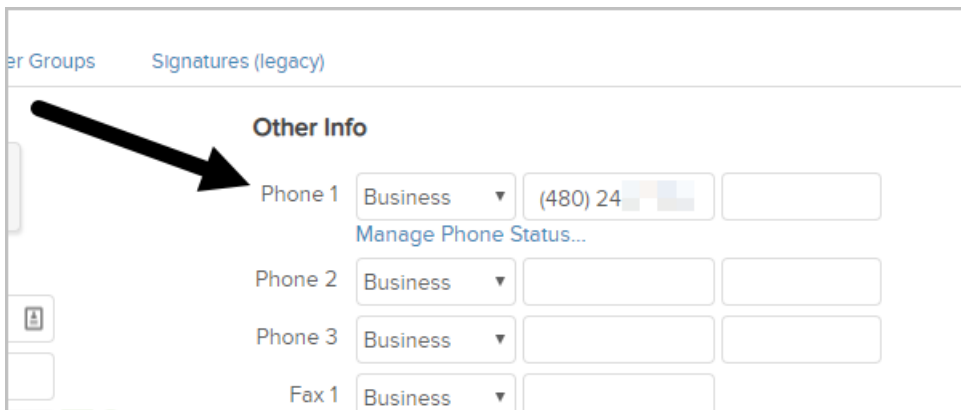 er Groups Signatures (legacy)
Other Info
Phone 1 Business (480) 24
Manage Phone Status...
Phone 2 Business
Phone 3 Business
Fax 1 Business